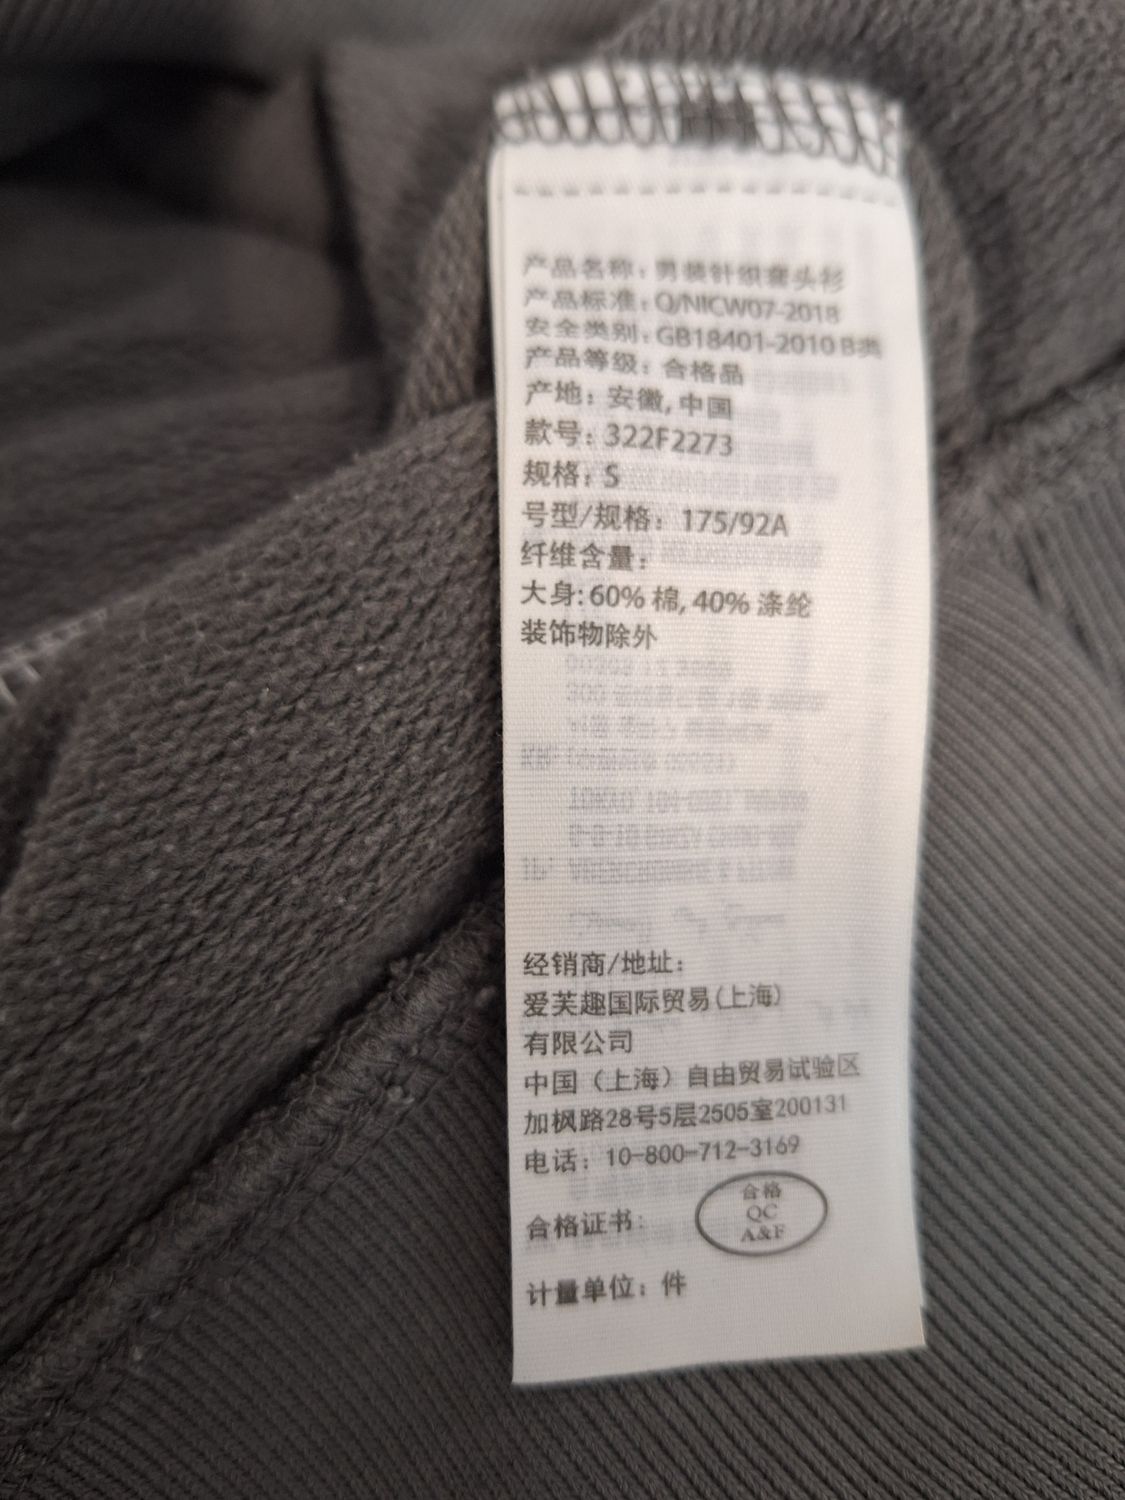 产品名称：男装针织套头衫
产品标准：Q/NICW07-2018
安全类别：GB18401-2010 B类
产品等级：合格品
产地：安徽, 中国
款号：322F2273
规格：S
号型/规格：175/92A
纤维含量：
大身: 60% 棉, 40% 涤纶
装饰物除外
经销商/地址：
爱芙趣国际贸易(上海)
有限公司
中国（上海）自由贸易试验区
加枫路28号5层2505室200131
电话：10-800-712-3169
合格证书：
合格
QC
A&F
计量单位：件